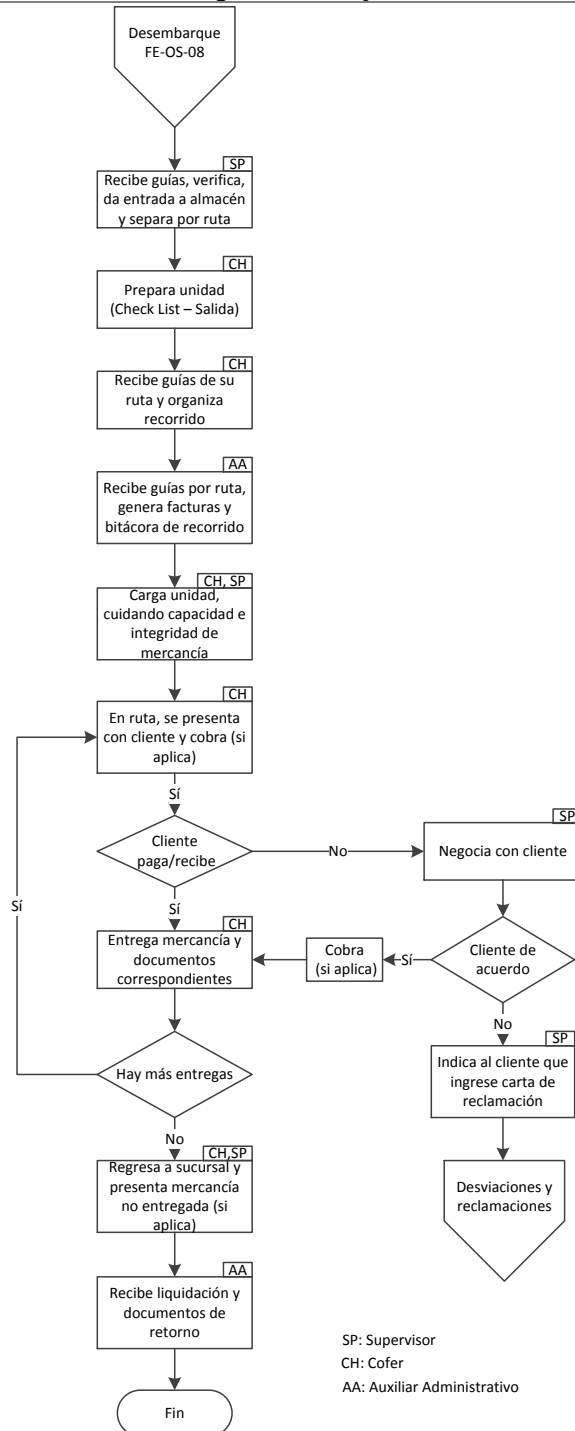 Desembarque
FE-OS-08
SP
Recibe guías, verifica,
da entrada a almacén
y separa por ruta
CH
Prepara unidad
(Check List – Salida)
CH
Recibe guías de su
ruta y organiza
recorrido
AA
Recibe guías por ruta,
genera facturas y
bitácora de recorrido
CH, SP
Carga unidad,
cuidando capacidad e
integridad de
mercancía
CH
En ruta, se presenta
con cliente y cobra (si
aplica)
Sí
Cliente
paga/recibe
No
SP
Negocia con cliente
Sí
Sí
CH
Entrega mercancía y
documentos
correspondientes
Cobra
(si aplica)
Sí
Cliente de
acuerdo
No
SP
Indica al cliente que
ingrese carta de
reclamación
Hay más entregas
No
CH,SP
Regresa a sucursal y
presenta mercancía
no entregada (si
aplica)
Desviaciones y
reclamaciones
AA
Recibe liquidación y
documentos de
retorno
Fin
SP: Supervisor
CH: Cofer
AA: Auxiliar Administrativo